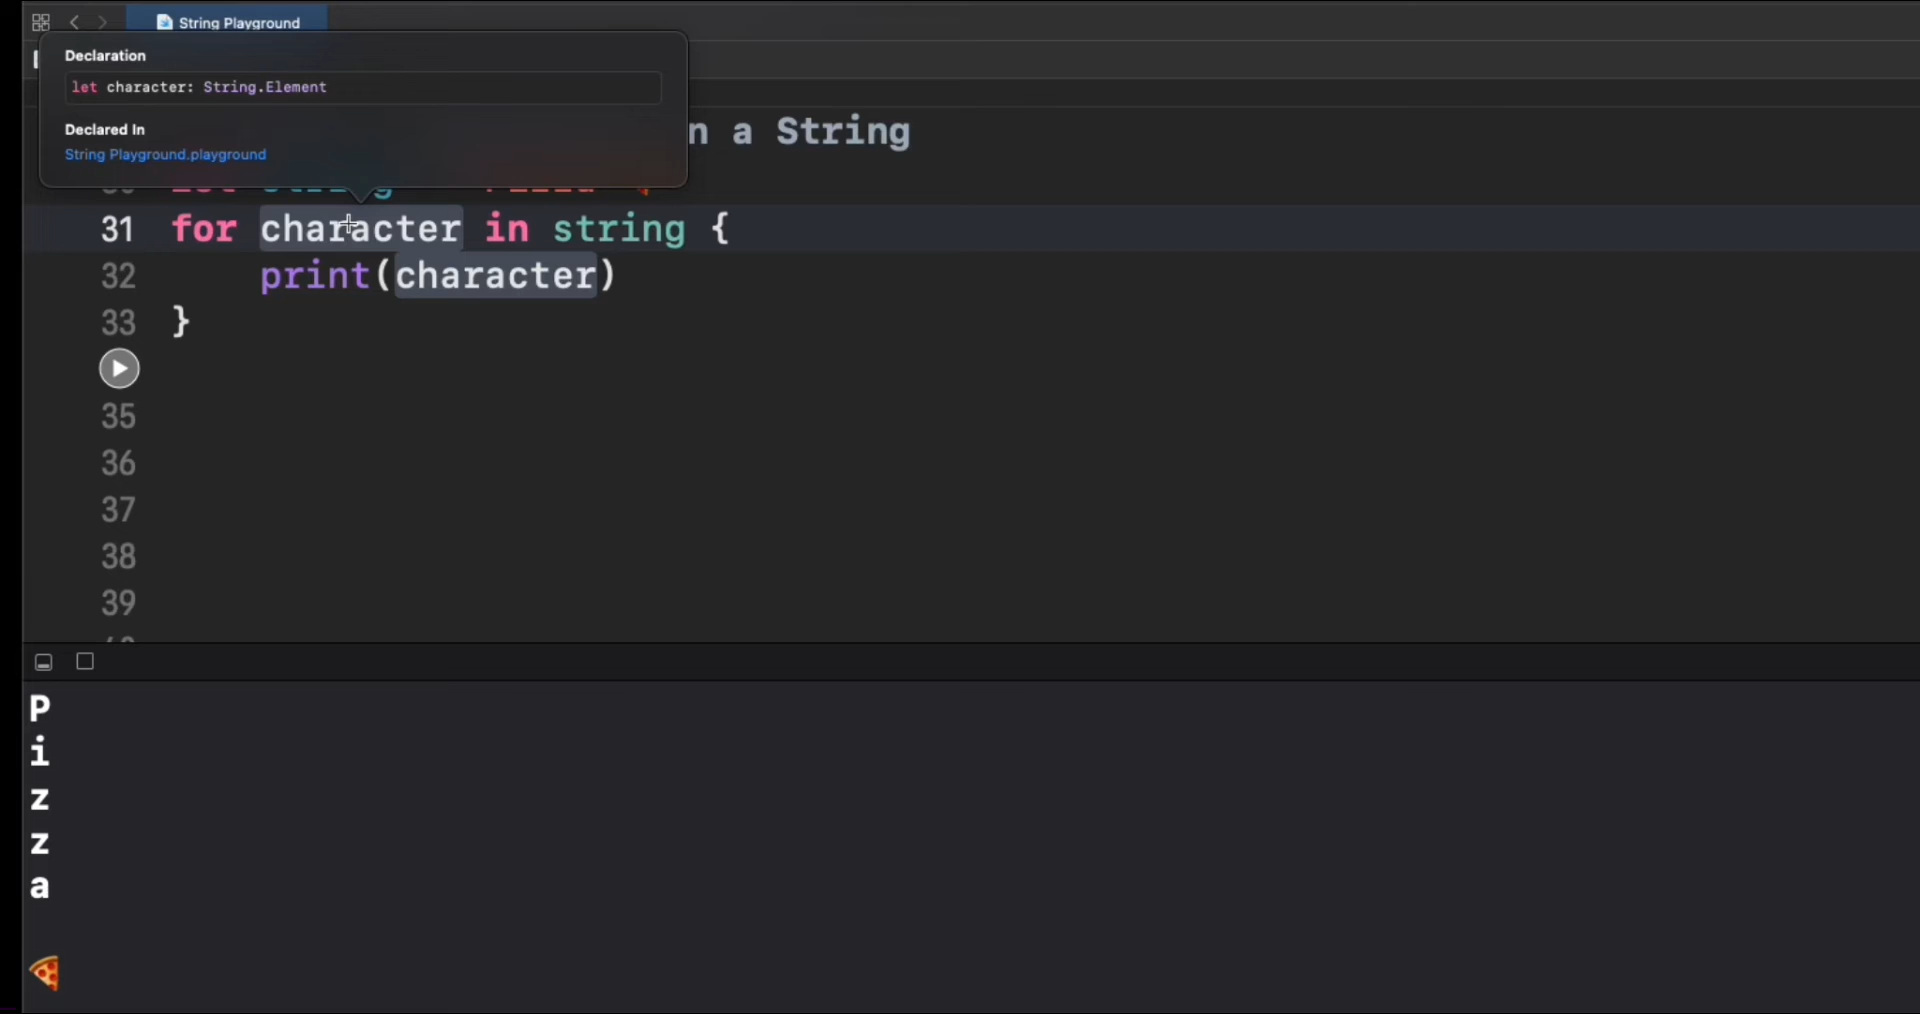 String Playground
Declaration
let character: String.Element
Declared In
String Playground.playground
n a String
31 for character in string {
32 print(character)
33 }
35
36
37
38
39
P
i
z
z
a
🍕